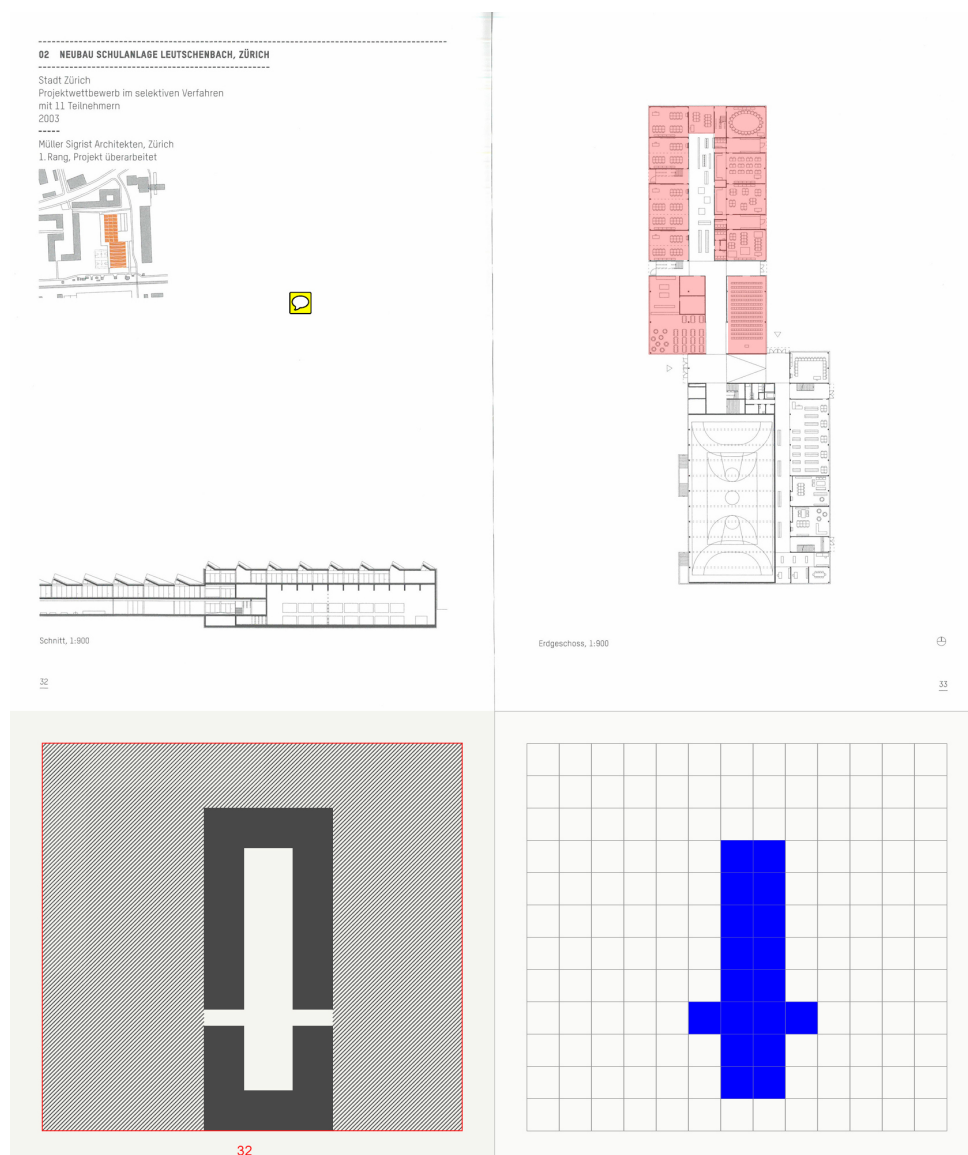 02 NEUBAU SCHULANLAGE LEUTSCHENBACH, ZÜRICH
Stadt Zürich
Projektwettbewerb im selektiven Verfahren
mit 11 Teilnehmern
2003
Müller Sigrist Architekten, Zürich
1. Rang, Projekt überarbeitet
Schnitt, 1:900
32
Erdgeschoss, 1:900
33
32